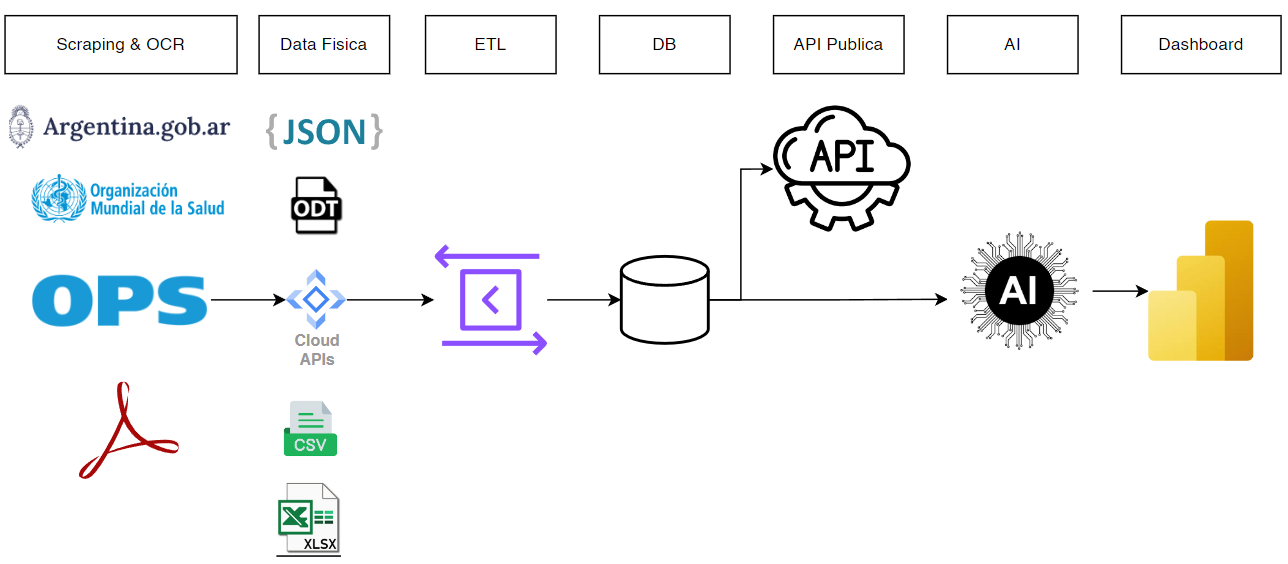 Scraping & OCR
Data Fisica
ETL
DB
API Publica
AI
Dashboard
Argentina.gob.ar
{JSON}
Organización
Mundial de la Salud
ODT
OPS
Cloud
APIs
CSV
XLSX
API
AI